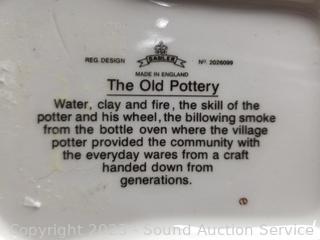 REG. DESIGN SADLER Nº. 2026099
MADE IN ENGLAND
The Old Pottery
Water, clay and fire, the skill of the
potter and his wheel, the billowing smoke
from the bottle oven where the village
potter provided the community with
the everyday wares from a craft
handed down from
generations.
Copyright 2023 - Sound Auction Service